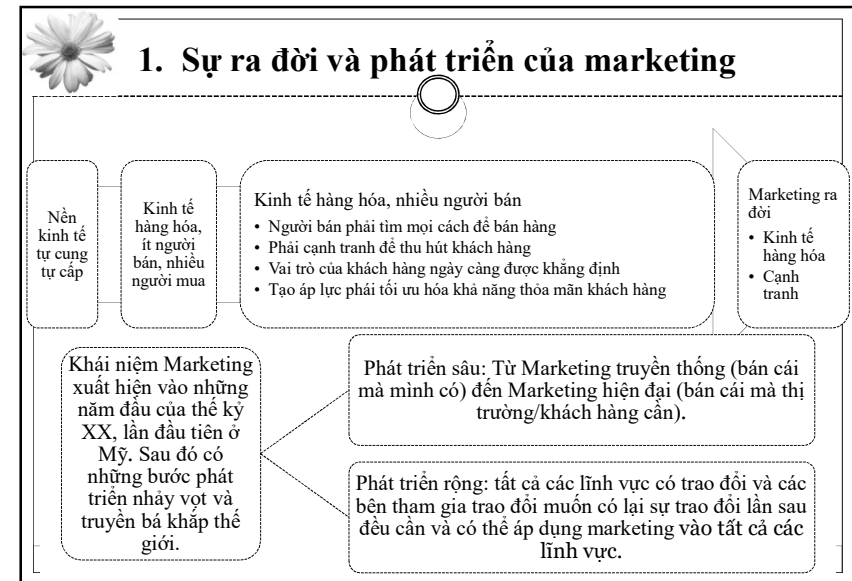 1. Sự ra đời và phát triển của marketing
Nền
kinh tế
tự cung
tự cấp
Kinh tế
hàng hóa,
ít người
bán, nhiều
người mua
Kinh tế hàng hóa, nhiều người bán
• Người bán phải tìm mọi cách để bán hàng
• Phải cạnh tranh để thu hút khách hàng
• Vai trò của khách hàng ngày càng được khẳng định
• Tạo áp lực phái tối ưu hóa khả năng thỏa mãn khách hàng
Marketing ra
đời
• Kinh tế
hàng hóa
• Cạnh
tranh
Khái niệm Marketing
xuất hiện vào những
năm đầu của thế kỷ
XX, lần đầu tiên ở
Mỹ. Sau đó có
những bước phát
triển nhảy vọt và
truyền bá khắp thế
giới.
Phát triển sâu: Từ Marketing truyền thống (bán cái
mà mình có) đến Marketing hiện đại (bán cái mà thị
trường/khách hàng cần).
Phát triển rộng: tất cả các lĩnh vực có trao đổi và các
bên tham gia trao đổi muốn có lại sự trao đổi lần sau
đều cần và có thể áp dụng marketing vào tất cả các
lĩnh vực.